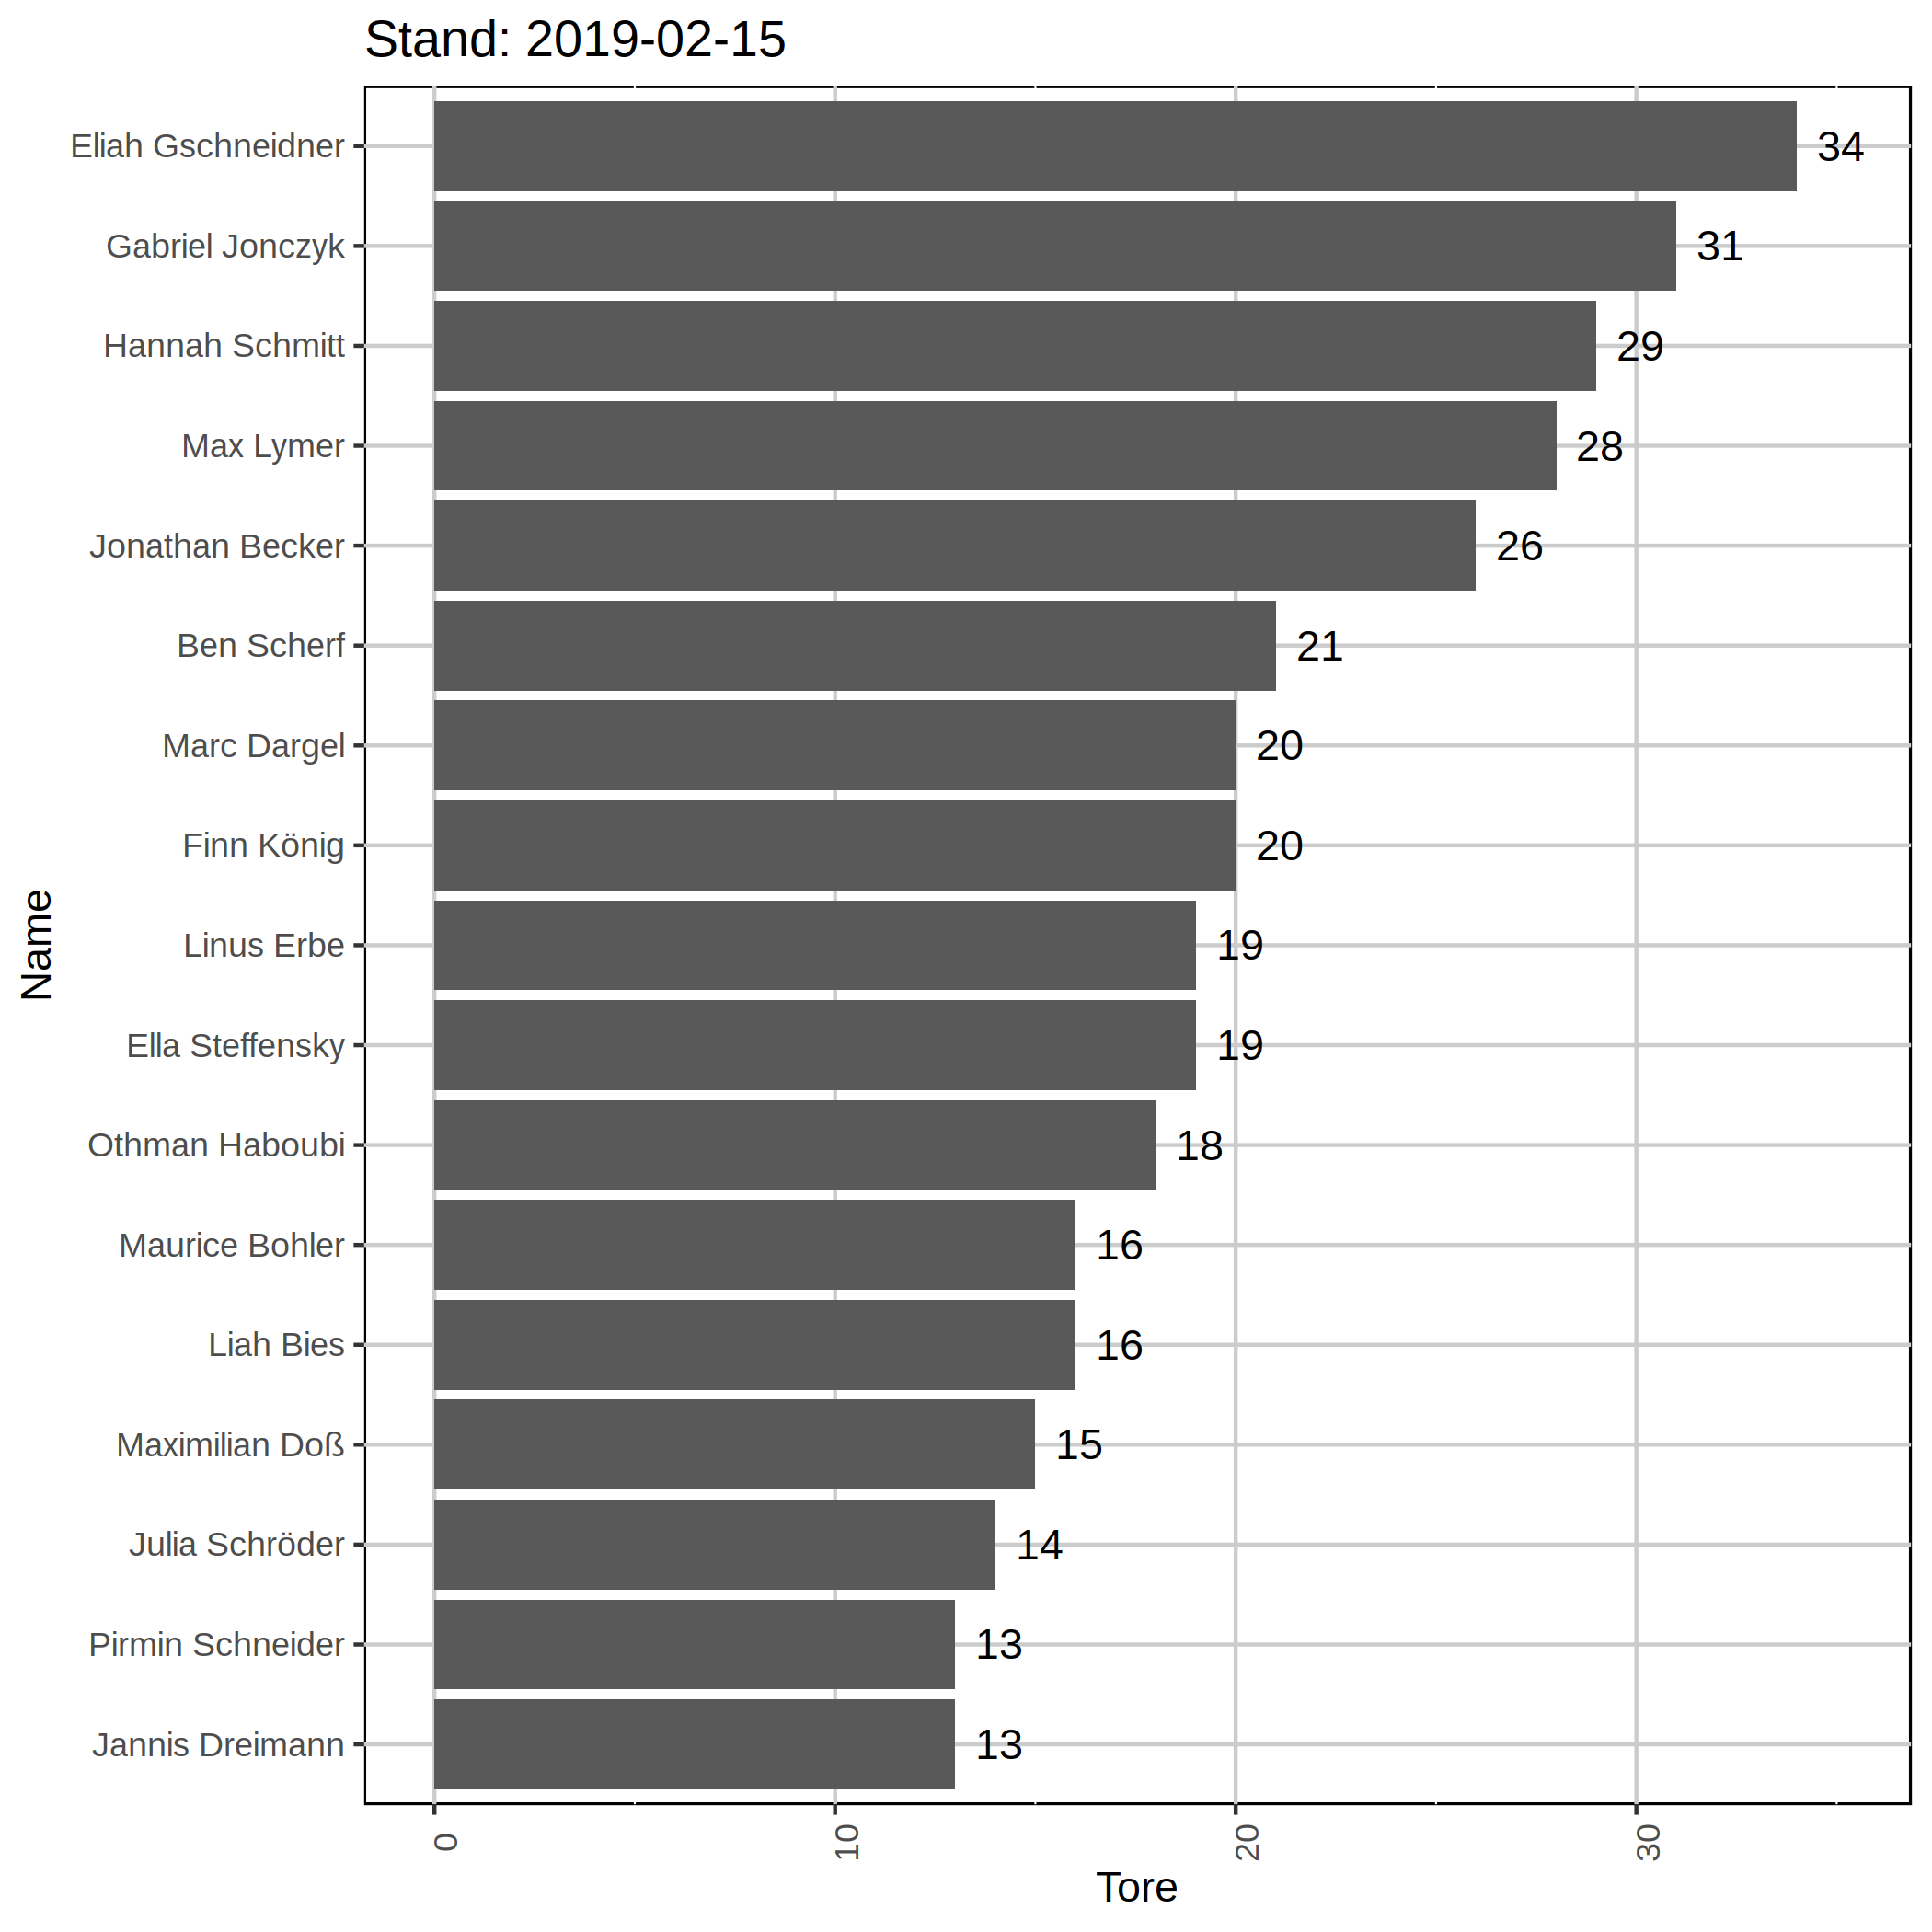 Stand: 2019-02-15
Eliah Gschneidner 34
Gabriel Jonczyk 31
Hannah Schmitt 29
Max Lymer 28
Jonathan Becker 26
Ben Scherf 21
Marc Dargel 20
Finn König 20
Linus Erbe 19
Ella Steffensky 19
Othman Haboubi 18
Maurice Bohler 16
Liah Bies 16
Maximilian Doß 15
Julia Schröder 14
Pirmin Schneider 13
Jannis Dreimann 13
Name
0 10 20 30
Tore